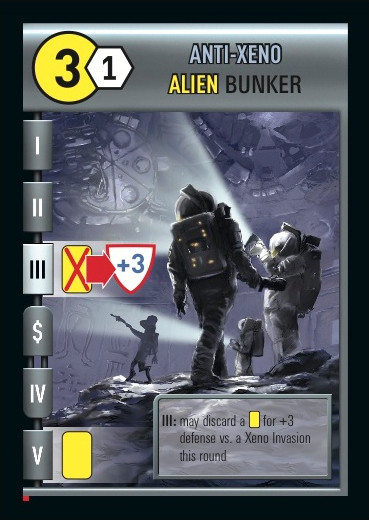 3 1
ANTI-XENO
ALIEN BUNKER
I
II
III +3
$
IV
V
III: may discard a for +3
defense vs. a Xeno Invasion
this round